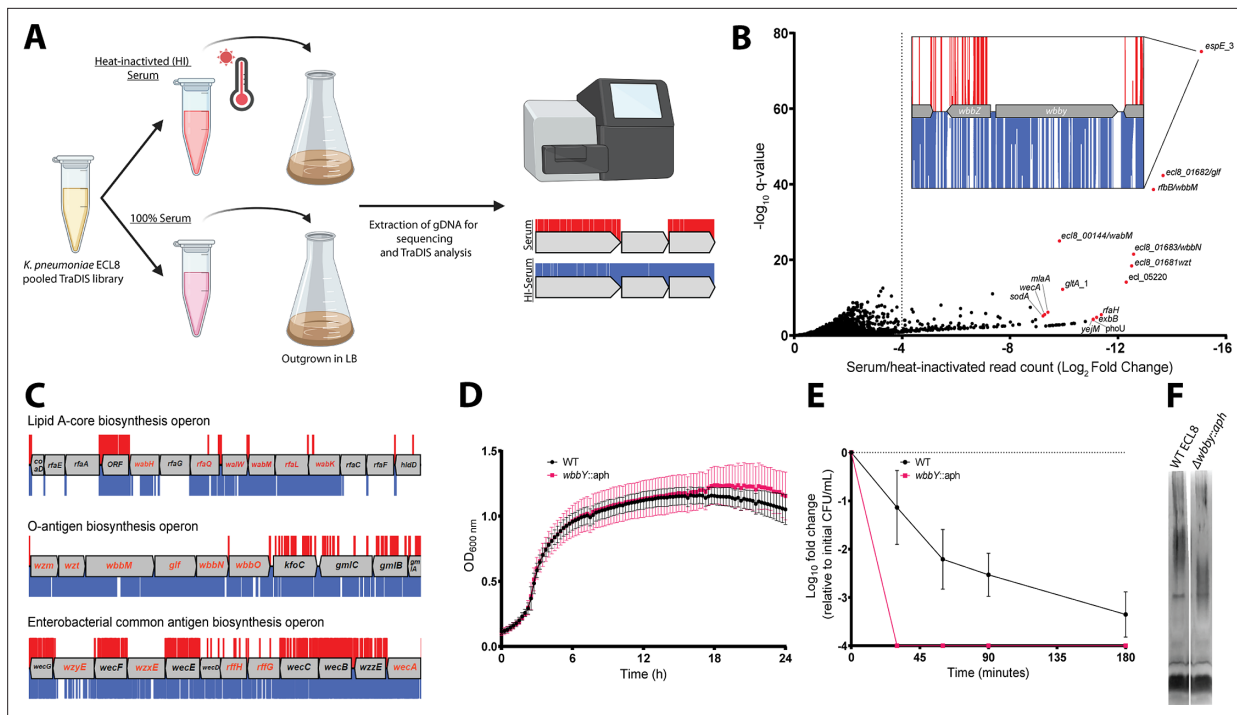 A
Heat-inactivted (HI)
Serum
100% Serum
K. pneumoniae ECL8
pooled TraDIS library
Extraction of gDNA for
sequencing
and TraDIS analysis
Outgrown in LB
Serum
HI-Serum
B
80
60
40
20
0
-log10 q-value
wbbZ
wbby
espE_3
ecl8_01682/glf
rfbB/wbbM
ecl8_00144/wabM
ecl8_01683/wbbN
ecl8_01681wzt
ecl_05220
mlaA
wecA
sodA
gltA_1
rfaH
exbB
yejM
phoU
0
-4
-8
-12
-16
Serum/heat-inactivated read count (Log2 Fold Change)
C
Lipid A-core biosynthesis operon
co
aD
rfaE
rfaA
ORF
wabH
rfaG
rfaQ
walW
wabM
rfaL
wabK
rfaC
rfaF
hldD
O-antigen biosynthesis operon
wzm
wzt
wbbM
glf
wbbN
wbbO
kfoC
gmlC
gmlB
gm
lA
Enterobacterial common antigen biosynthesis operon
wecG
wzyE
wecF
wzxE
wecE
wecD
rffH
rffG
wecC
wecB
wzzE
wecA
D
1.5
1.0
0.5
0.0
OD600 nm
WT
wbbY::aph
0
6
12
18
24
Time (h)
E
0
-1
-2
-3
-4
Log10 fold change
(relative to initial CFU/mL)
WT
wbbY::aph
0
30
60
90
180
Time (minutes)
F
WT ECL8
Δwbby::aph